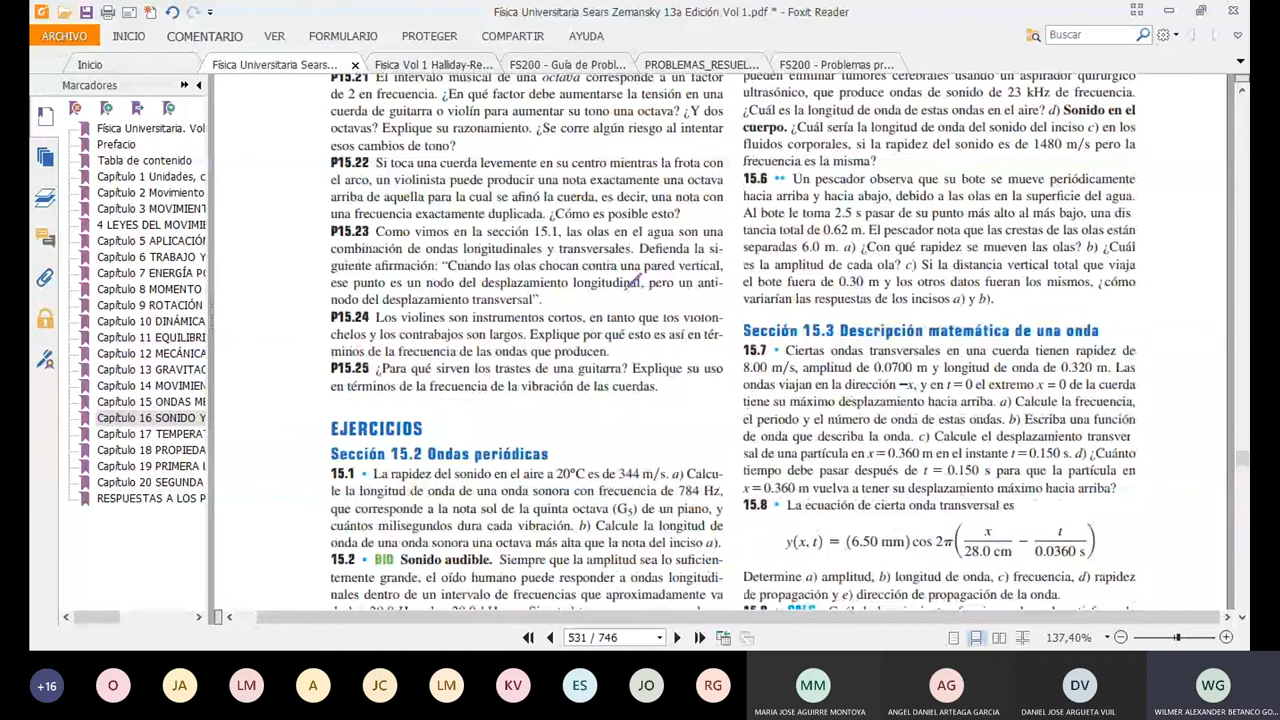 Física Universitaria Sears Zemansky 13a Edición Vol 1.pdf * - Foxit Reader
ARCHIVO INICIO COMENTARIO VER FORMULARIO PROTEGER COMPARTIR AYUDA
Buscar
Inicio
Física Universitaria Sears...
Física Vol 1 Halliday-Re...
FS200 - Guía de Probl...
PROBLEMAS_RESUEL...
FS200 - Problemas pr...
Marcadores
Física Universitaria. Vol
Prefacio
Tabla de contenido
Capítulo 1 Unidades, c
Capítulo 2 Movimiento
Capítulo 3 MOVIMIENT
4 LEYES DEL MOVIMIE
Capítulo 5 APLICACIÓN
Capítulo 6 TRABAJO Y
Capítulo 7 ENERGÍA PO
Capítulo 8 MOMENTO
Capítulo 9 ROTACIÓN
Capítulo 10 DINÁMICA
Capítulo 11 EQUILIBRI
Capítulo 12 MECÁNICA
Capítulo 13 GRAVITAC
Capítulo 14 MOVIMIEN
Capítulo 15 ONDAS ME
Capítulo 16 SONIDO Y
Capítulo 17 TEMPERAT
Capítulo 18 PROPIEDA
Capítulo 19 PRIMERA L
Capítulo 20 SEGUNDA
RESPUESTAS A LOS P
P15.21 El intervalo musical de una octava corresponde a un factor
de 2 en frecuencia. ¿En qué factor debe aumentarse la tensión en una
cuerda de guitarra o violín para aumentar su tono una octava? ¿Y dos
octavas? Explique su razonamiento. ¿Se corre algún riesgo al intentar
esos cambios de tono?
P15.22 Si toca una cuerda levemente en su centro mientras la frota con
el arco, un violinista puede producir una nota exactamente una octava
arriba de aquella para la cual se afinó la cuerda, es decir, una nota con
una frecuencia exactamente duplicada. ¿Cómo es posible esto?
P15.23 Como vimos en la sección 15.1, las olas en el agua son una
combinación de ondas longitudinales y transversales. Defienda la si-
guiente afirmación: “Cuando las olas chocan contra una pared vertical,
ese punto es un nodo del desplazamiento longitudinal, pero un anti-
nodo del desplazamiento transversal”.
P15.24 Los violines son instrumentos cortos, en tanto que los violon-
chelos y los contrabajos son largos. Explique por qué esto es así en tér-
minos de la frecuencia de las ondas que producen.
P15.25 ¿Para qué sirven los trastes de una guitarra? Explique su uso
en términos de la frecuencia de la vibración de las cuerdas.
EJERCICIOS
Sección 15.2 Ondas periódicas
15.1 • La rapidez del sonido en el aire a 20°C es de 344 m/s. a) Calcu-
le la longitud de onda de una onda sonora con frecuencia de 784 Hz,
que corresponde a la nota sol de la quinta octava (G5) de un piano, y
cuántos milisegundos dura cada vibración. b) Calcule la longitud de
onda de una onda sonora una octava más alta que la nota del inciso a).
15.2 • BIO Sonido audible. Siempre que la amplitud sea lo suficien-
temente grande, el oído humano puede responder a ondas longitudi-
nales dentro de un intervalo de frecuencias que aproximadamente va
pueden eliminar tumores cerebrales usando un aspirador quirúrgico
ultrasónico, que produce ondas de sonido de 23 kHz de frecuencia.
¿Cuál es la longitud de onda de estas ondas en el aire? d) Sonido en el
cuerpo. ¿Cuál sería la longitud de onda del sonido del inciso c) en los
fluidos corporales, si la rapidez del sonido es de 1480 m/s pero la
frecuencia es la misma?
15.6 •• Un pescador observa que su bote se mueve periódicamente
hacia arriba y hacia abajo, debido a las olas en la superficie del agua.
Al bote le toma 2.5 s pasar de su punto más alto al más bajo, una dis
tancia total de 0.62 m. El pescador nota que las crestas de las olas están
separadas 6.0 m. a) ¿Con qué rapidez se mueven las olas? b) ¿Cuál
es la amplitud de cada ola? c) Si la distancia vertical total que viaja
el bote fuera de 0.30 m y los otros datos fueran los mismos, ¿cómo
variarían las respuestas de los incisos a) y b).
Sección 15.3 Descripción matemática de una onda
15.7 • Ciertas ondas transversales en una cuerda tienen rapidez de
8.00 m/s, amplitud de 0.0700 m y longitud de onda de 0.320 m. Las
ondas viajan en la dirección −x, y en t = 0 el extremo x = 0 de la cuerda
tiene su máximo desplazamiento hacia arriba. a) Calcule la frecuencia,
el periodo y el número de onda de estas ondas. b) Escriba una función
de onda que describa la onda. c) Calcule el desplazamiento transver
sal de una partícula en x = 0.360 m en el instante t = 0.150 s. d) ¿Cuánto
tiempo debe pasar después de t = 0.150 s para que la partícula en
x = 0.360 m vuelva a tener su desplazamiento máximo hacia arriba?
15.8 • La ecuación de cierta onda transversal es
y(x, t) = (6.50 mm) cos 2π(x/28.0 cm − t/0.0360 s)
Determine a) amplitud, b) longitud de onda, c) frecuencia, d) rapidez
de propagación y e) dirección de propagación de la onda.
531 / 746
137,40%
+16 O JA LM A JC LM KV ES JO RG MM AG DV WG
MARIA JOSE AGUIRRE MONTOYA
ANGEL DANIEL ARTEAGA GARCIA
DANIEL JOSE ARGUETA VUIL
WILMER ALEXANDER BETANCO GO...